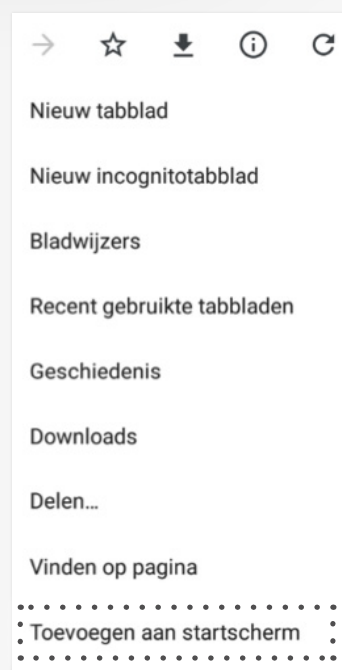 Nieuw tabblad
Nieuw incognitotabblad
Bladwijzers
Recent gebruikte tabbladen
Geschiedenis
Downloads
Delen...
Vinden op pagina
Toevoegen aan startscherm